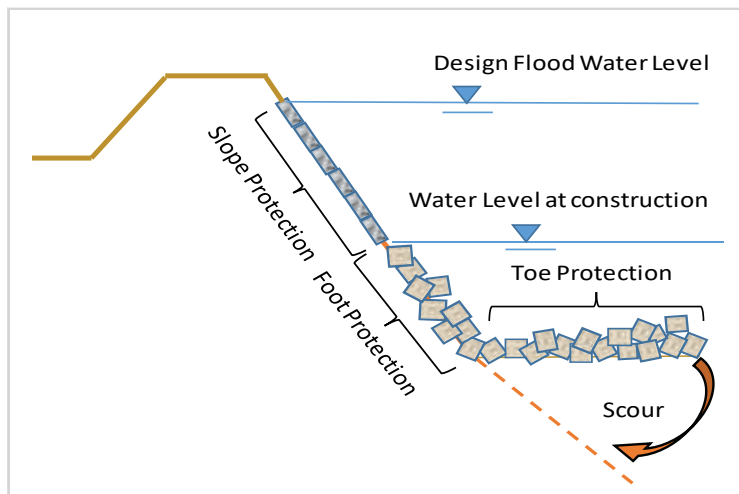 Design Flood Water Level
Slope Protection
Water Level at construction
Toe Protection
Foot Protection
Scour